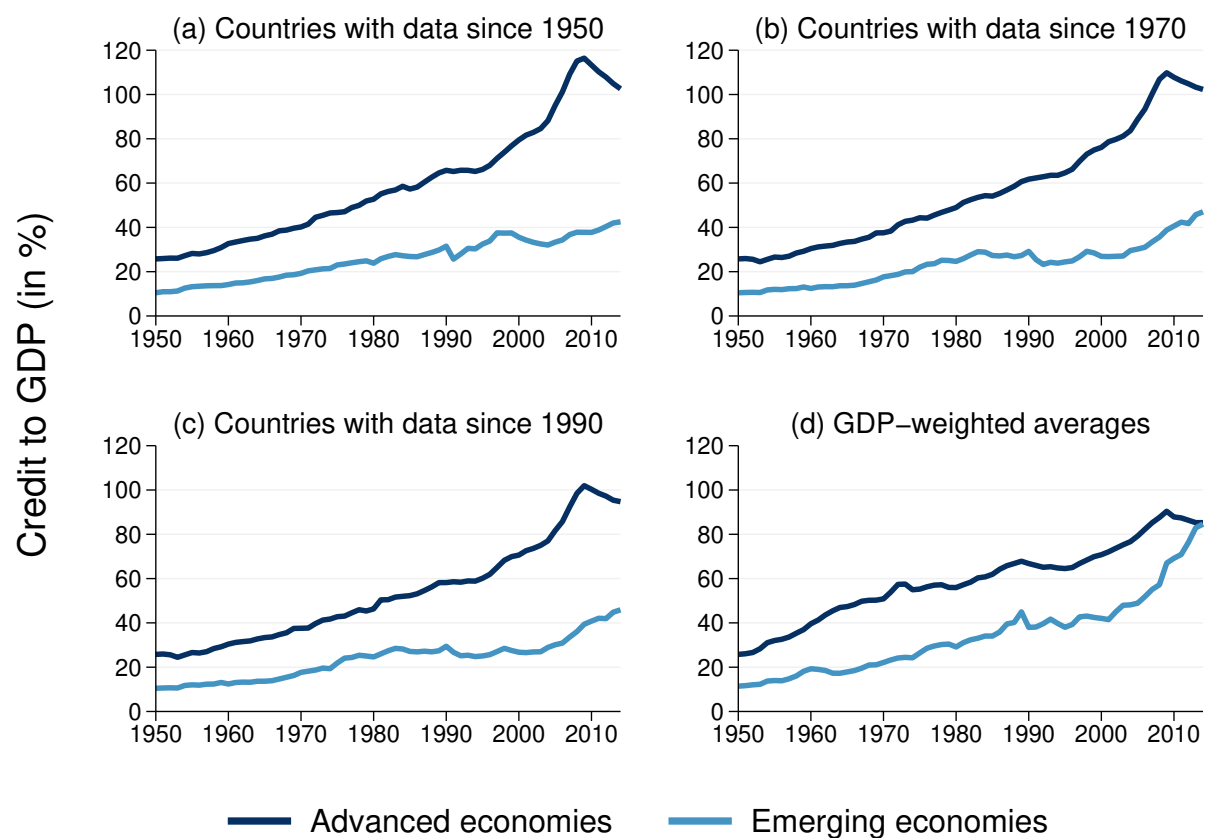 Credit to GDP (in %)
(a) Countries with data since 1950
120
100
80
60
40
20
0
1950 1960 1970 1980 1990 2000 2010
(b) Countries with data since 1970
120
100
80
60
40
20
0
1950 1960 1970 1980 1990 2000 2010
(c) Countries with data since 1990
120
100
80
60
40
20
0
1950 1960 1970 1980 1990 2000 2010
(d) GDP−weighted averages
120
100
80
60
40
20
0
1950 1960 1970 1980 1990 2000 2010
Advanced economies
Emerging economies